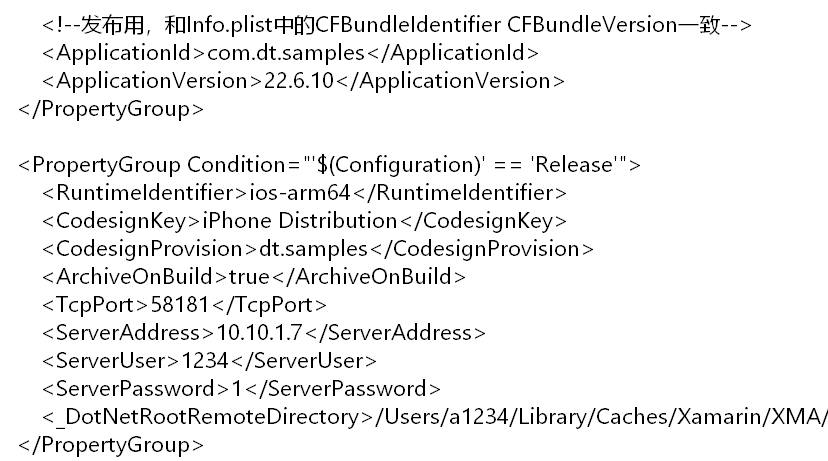 <!--发布用，和Info.plist中的CFBundleIdentifier CFBundleVersion一致-->
<ApplicationId>com.dt.samples</ApplicationId>
<ApplicationVersion>22.6.10</ApplicationVersion>
</PropertyGroup>
<PropertyGroup Condition="'$(Configuration)' == 'Release'">
<RuntimeIdentifier>ios-arm64</RuntimeIdentifier>
<CodesignKey>iPhone Distribution</CodesignKey>
<CodesignProvision>dt.samples</CodesignProvision>
<ArchiveOnBuild>true</ArchiveOnBuild>
<TcpPort>58181</TcpPort>
<ServerAddress>10.10.1.7</ServerAddress>
<ServerUser>1234</ServerUser>
<ServerPassword>1</ServerPassword>
<_DotNetRootRemoteDirectory>/Users/a1234/Library/Caches/Xamarin/XMA/
</PropertyGroup>